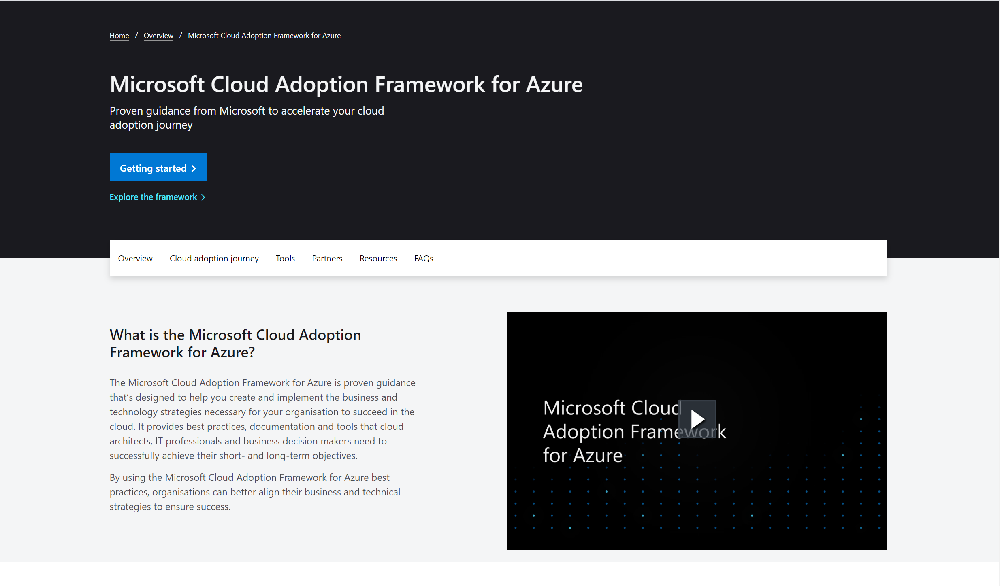 Home / Overview / Microsoft Cloud Adoption Framework for Azure
Microsoft Cloud Adoption Framework for Azure
Proven guidance from Microsoft to accelerate your cloud
adoption journey
Getting started
Explore the framework
Overview Cloud adoption journey Tools Partners Resources FAQs
What is the Microsoft Cloud Adoption
Framework for Azure?
The Microsoft Cloud Adoption Framework for Azure is proven guidance
that’s designed to help you create and implement the business and
technology strategies necessary for your organisation to succeed in the
cloud. It provides best practices, documentation and tools that cloud
architects, IT professionals and business decision makers need to
successfully achieve their short- and long-term objectives.
By using the Microsoft Cloud Adoption Framework for Azure best
practices, organisations can better align their business and technical
strategies to ensure success.
Microsoft Cloud
Adoption Framework
for Azure